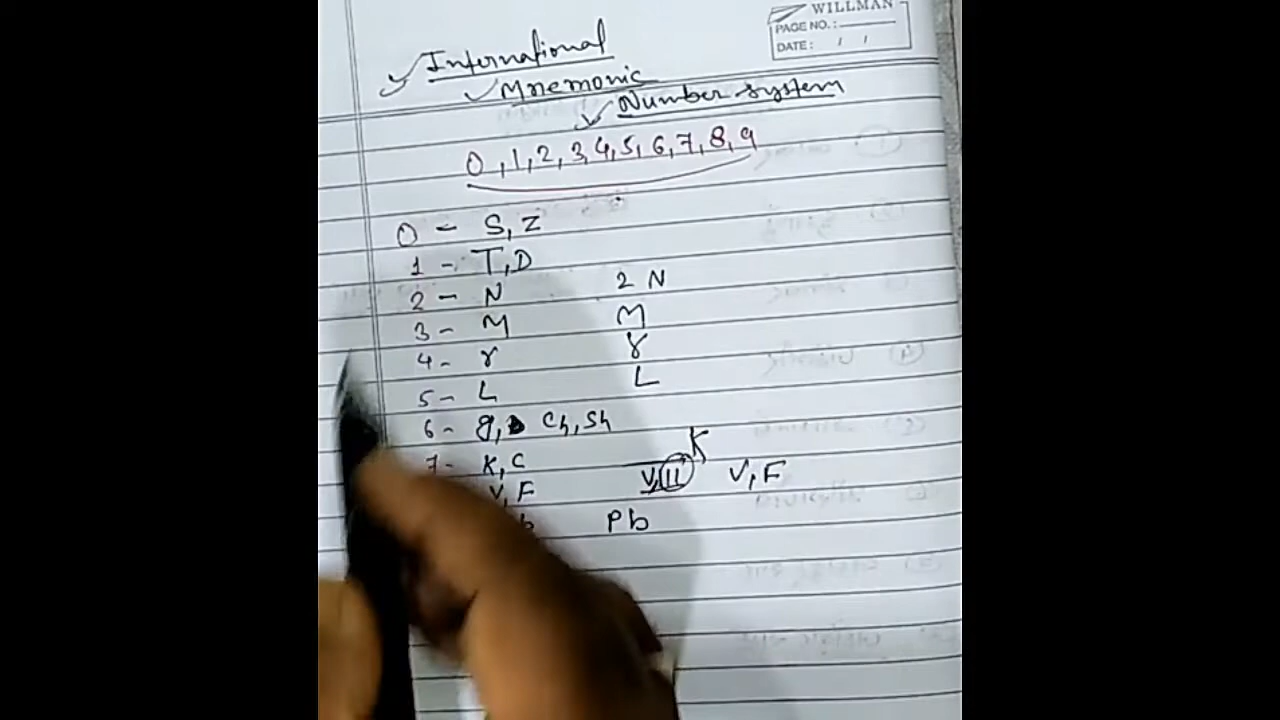 WILLMAN
PAGE NO. :
DATE : / /
International
Mnemonic
Number system
0, 1, 2, 3, 4, 5, 6, 7, 8, 9
0 - S, Z
1 - T, D
2 - N 2 N
3 - M M
4 - r r
5 - L L
6 - g, Ch, Sh
7 - K, C K
V, F V, II V, F
b Pb